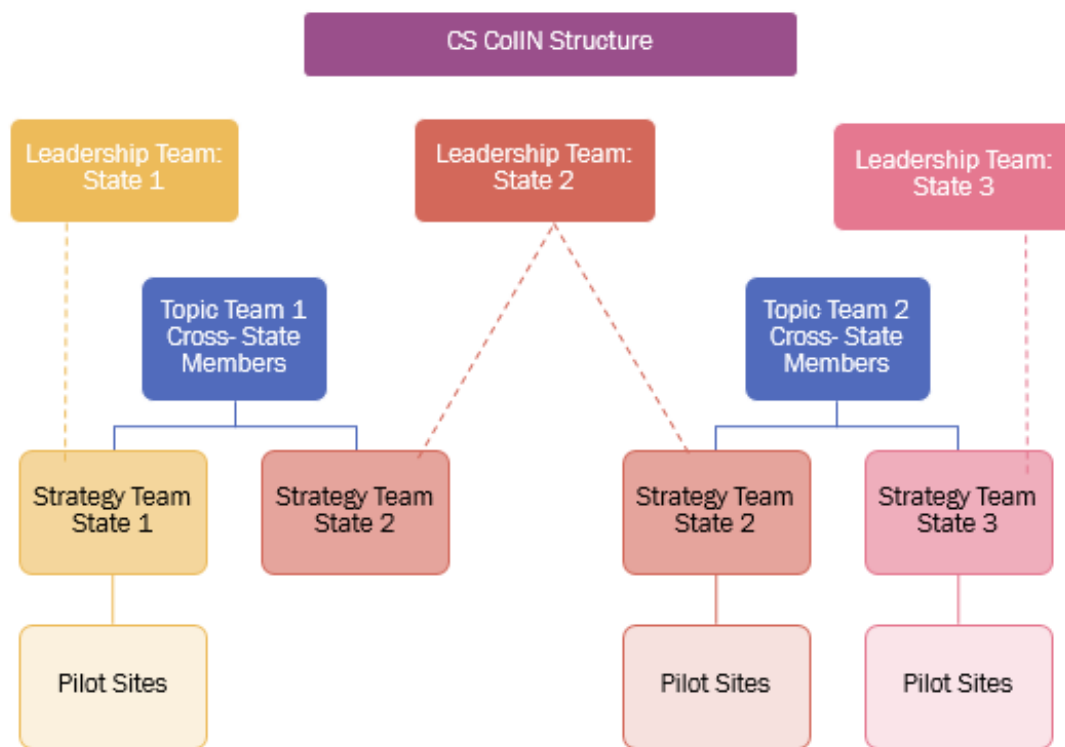 CS CoIIN Structure
Leadership Team:
State 1
Leadership Team:
State 2
Leadership Team:
State 3
Topic Team 1
Cross- State
Members
Topic Team 2
Cross- State
Members
Strategy Team
State 1
Strategy Team
State 2
Strategy Team
State 2
Strategy Team
State 3
Pilot Sites
Pilot Sites
Pilot Sites